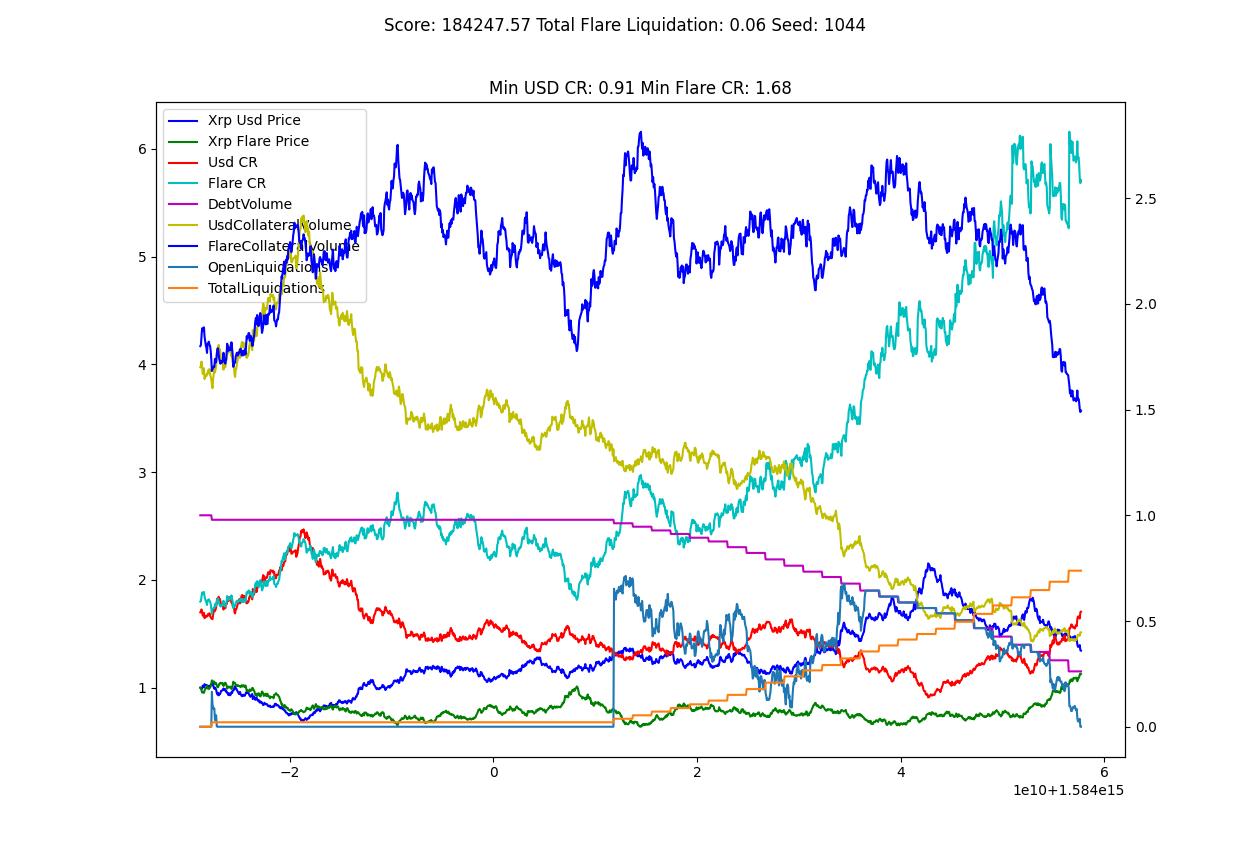 Score: 184247.57 Total Flare Liquidation: 0.06 Seed: 1044
Min USD CR: 0.91 Min Flare CR: 1.68
Xrp Usd Price
Xrp Flare Price
Usd CR
Flare CR
DebtVolume
UsdCollateralVolume
FlareCollateralVolume
OpenLiquidations
TotalLiquidations
6
5
4
3
2
1
2.5
2.0
1.5
1.0
0.5
0.0
−2
0
2
4
6
1e10+1.584e15